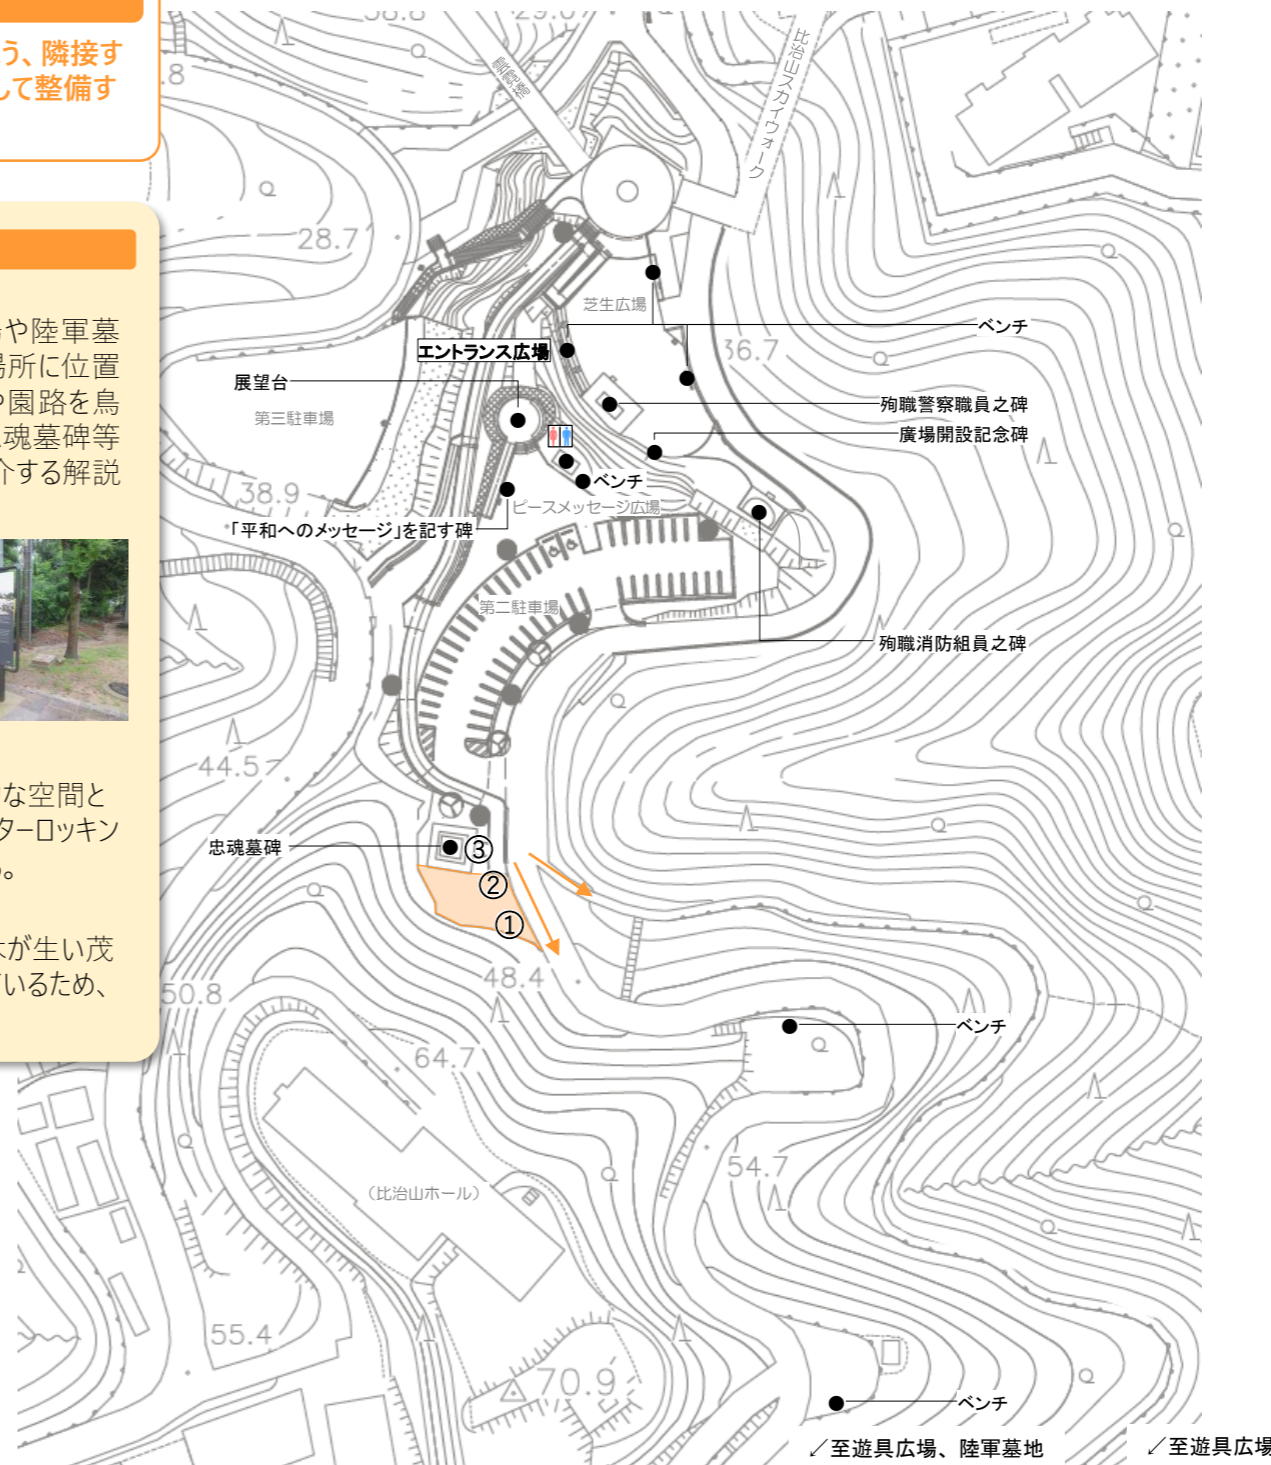 う、隣接す
して整備す
や陸軍墓
場所に位置
や園路を鳥
魂墓碑等
介する解説
な空間と
ターロッキン
。
木が生い茂
ているため、
38.8
29.0
雲霓橋
比治山スカイウォーク
.8
28.7
芝生広場
ベンチ
36.7
エントランス広場
展望台
第三駐車場
殉職警察職員之碑
廣場開設記念碑
ベンチ
38.9
ピースメッセージ広場
「平和へのメッセージ」を記す碑
第二駐車場
殉職消防組員之碑
44.5
忠魂墓碑
③
②
①
48.4
50.8
ベンチ
64.7
54.7
（比治山ホール）
55.4
70.9
ベンチ
↙至遊具広場、陸軍墓地
↙至遊具広場